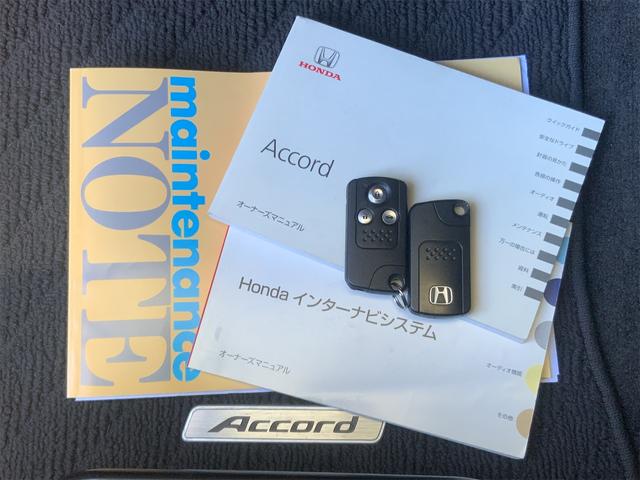 maintenance
NOTE
HONDA
Accord
オーナーズマニュアル
クイックガイド
安全なドライブ
計器の見かた
各部の操作
オーディオ
運転
メンテナンス
万一の場合には
資料
索引
Honda インターナビシステム
オーナーズマニュアル
オーディオ機能
その他
Accord